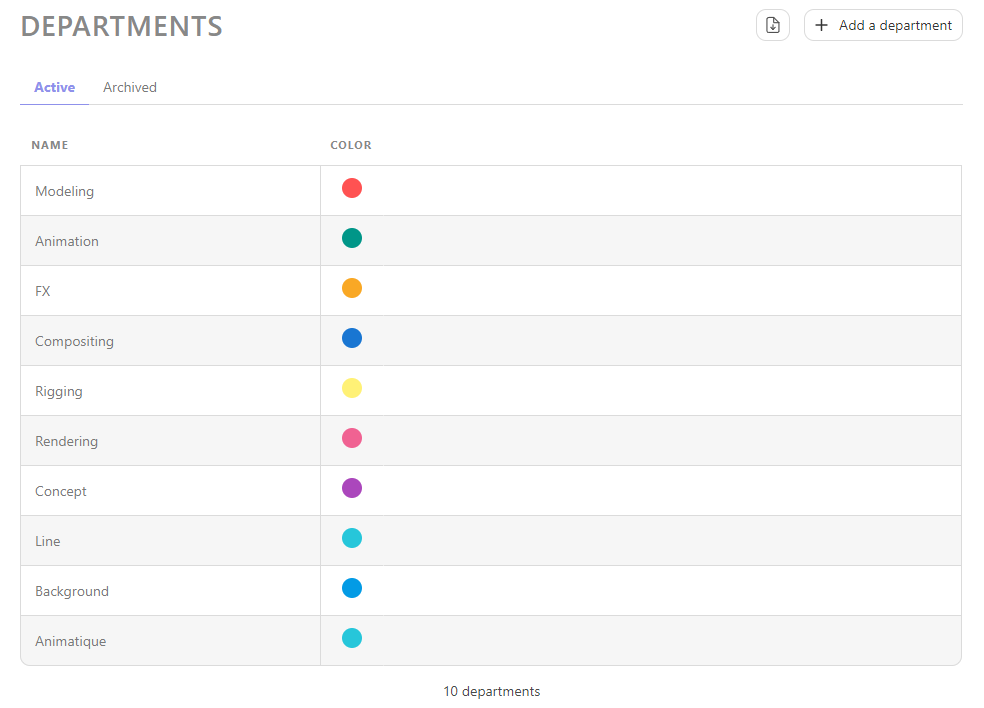 DEPARTMENTS
Add a department
Active Archived
NAME COLOR
Modeling
Animation
FX
Compositing
Rigging
Rendering
Concept
Line
Background
Animatique
10 departments